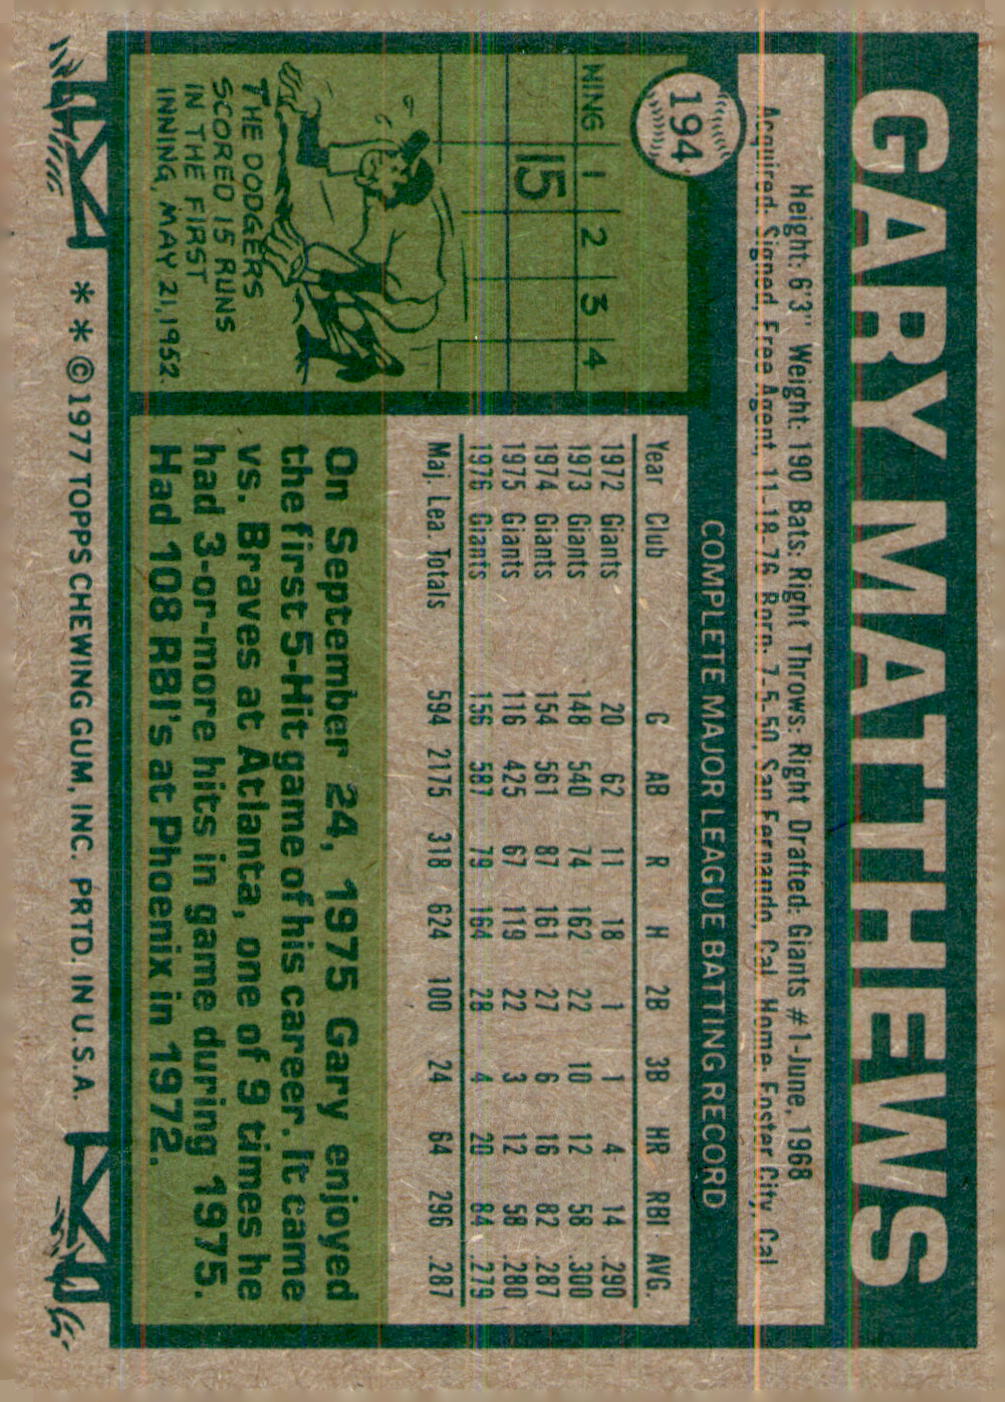 GARY MATTHEWS
194
Height: 6'3" Weight: 190 Bats: Right Throws: Right Drafted: Giants #1-June, 1968
Acquired: Signed, Free Agent, 11-18-76 Born: 7-5-50, San Fernando, Cal Home: Foster City, Cal
COMPLETE MAJOR LEAGUE BATTING RECORD
Year Club G AB R H 2B 3B HR RBI AVG.
1972 Giants 20 62 11 18 1 1 4 14 .290
1973 Giants 148 540 74 162 22 10 12 58 .300
1974 Giants 154 561 87 161 27 6 16 82 .287
1975 Giants 116 425 67 119 22 3 12 58 .280
1976 Giants 156 587 79 164 28 4 20 84 .279
Maj. Lea. Totals 594 2175 318 624 100 24 64 296 .287
NING 1 2 3 4
15
THE DODGERS
SCORED 15 RUNS
IN THE FIRST
INNING, MAY 21, 1952.
On September 24, 1975 Gary enjoyed
the first 5-Hit game of his career. It came
vs. Braves at Atlanta, one of 9 times he
had 3-or-more hits in game during 1975.
Had 108 RBI's at Phoenix in 1972.
* * © 1977 TOPPS CHEWING GUM, INC. PRTD. IN U.S.A.